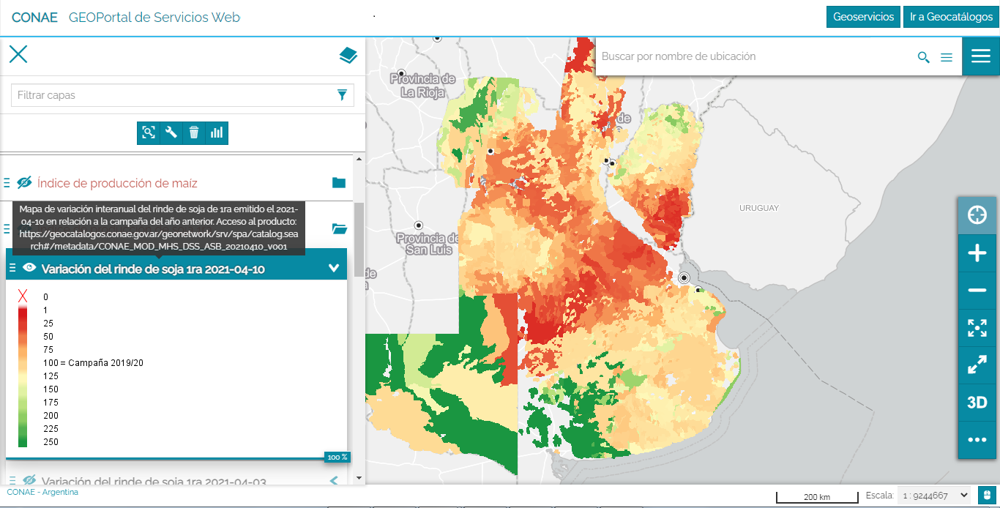 CONAE GEOPortal de Servicios Web
Geoservicios
Ir a Geocatálogos
Buscar por nombre de ubicación
Filtrar capas
Índice de producción de maíz
Mapa de variación interanual del rinde de soja de 1ra emitido el 2021-
04-10 en relación a la campaña del año anterior. Acceso al producto:
https://geocatalogos.conae.gov.ar/geonetwork/srv/spa/catalog.sea
rch#/metadata/CONAE_MOD_MHS_DSS_ASB_20210410_v001
Variación del rinde de soja 1ra 2021-04-10
0
1
25
50
75
100 = Campaña 2019/20
125
150
175
200
225
250
100 %
Variación del rinde de soja 1ra 2021-04-03
Provincia de
La Rioja
Provincia de
San Luis
de
de
URUGUAY
3D
CONAE - Argentina
200 km
Escala:
1 : 9244667